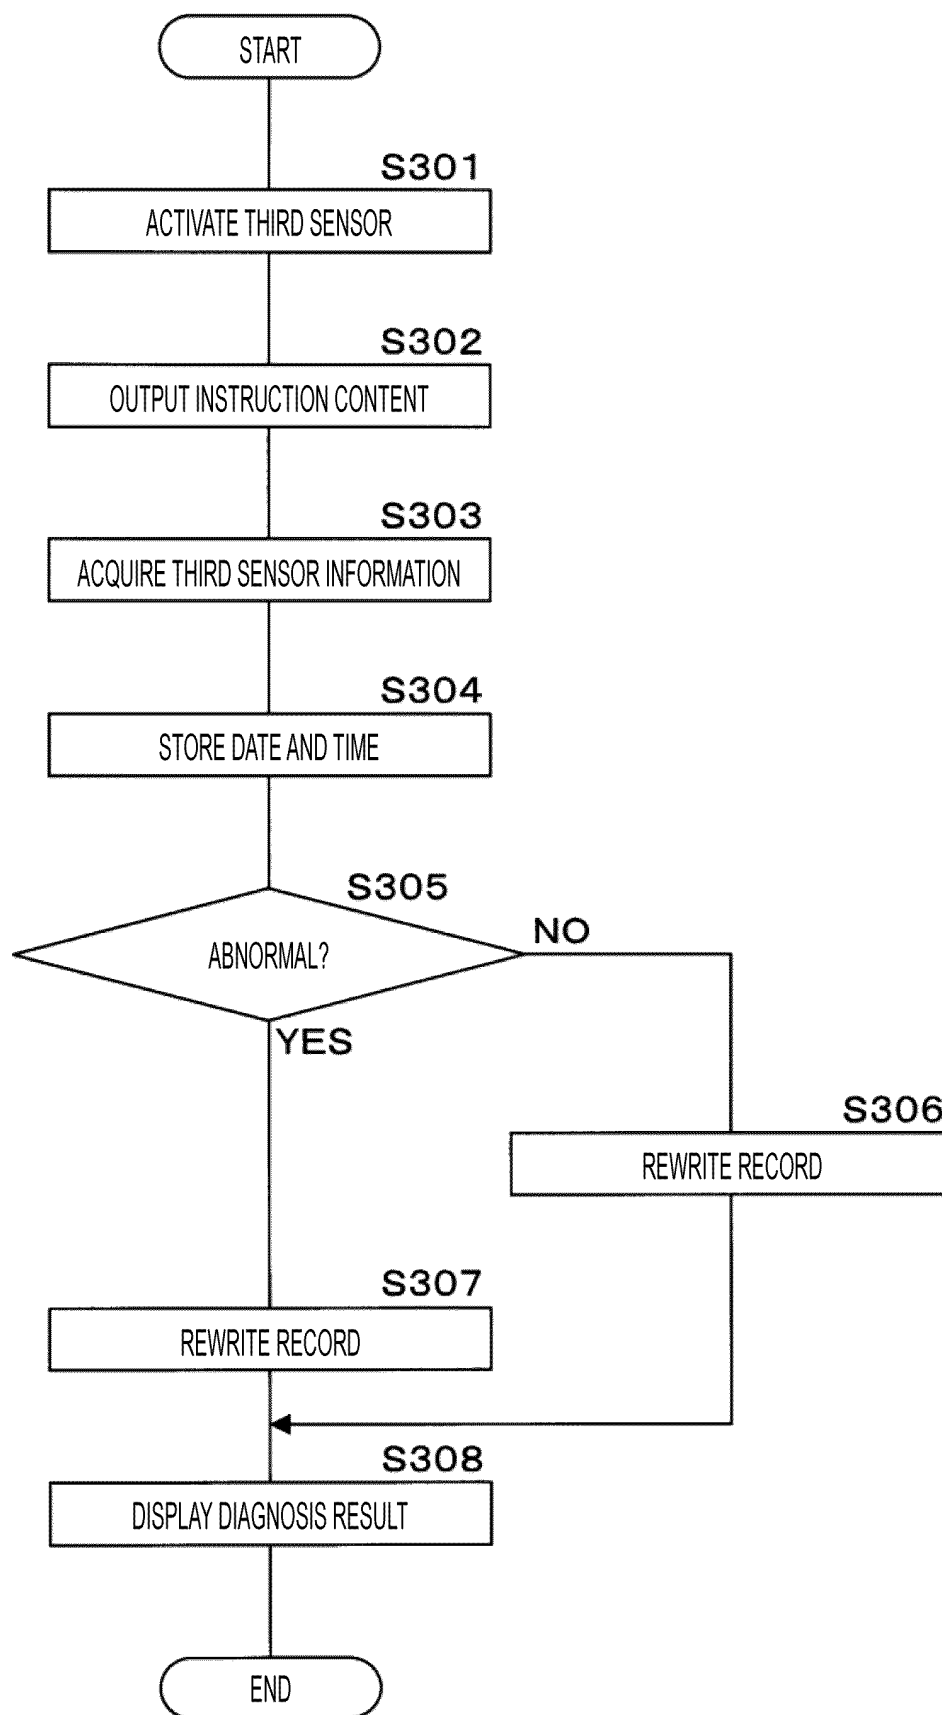 START
S301
ACTIVATE THIRD SENSOR
S302
OUTPUT INSTRUCTION CONTENT
S303
ACQUIRE THIRD SENSOR INFORMATION
S304
STORE DATE AND TIME
S305
ABNORMAL?
NO
YES
S306
REWRITE RECORD
S307
REWRITE RECORD
S308
DISPLAY DIAGNOSIS RESULT
END